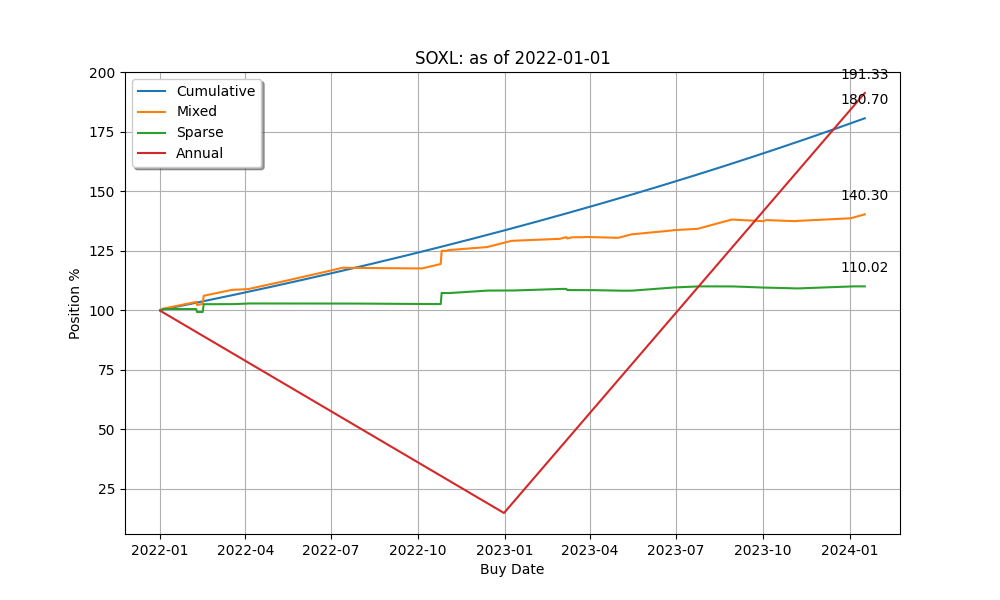 SOXL: as of 2022-01-01
191.33
180.70
140.30
110.02
Cumulative
Mixed
Sparse
Annual
Position %
200
175
150
125
100
75
50
25
2022-01 2022-04 2022-07 2022-10 2023-01 2023-04 2023-07 2023-10 2024-01
Buy Date